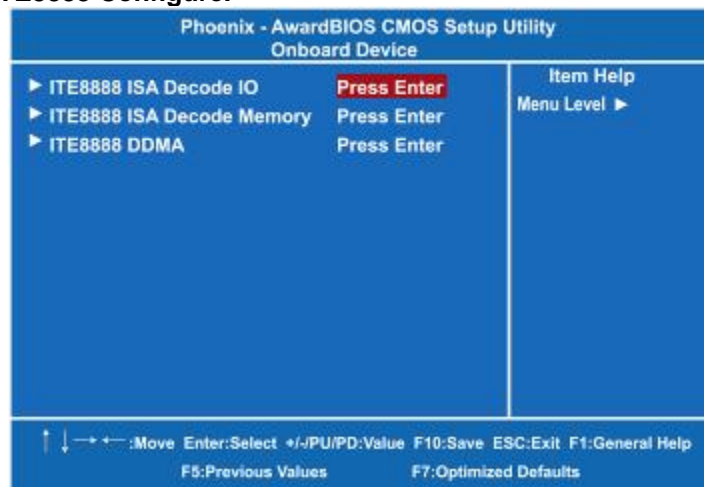 Phoenix - AwardBIOS CMOS Setup Utility
Onboard Device
► ITE8888 ISA Decode IO Press Enter
► ITE8888 ISA Decode Memory Press Enter
► ITE8888 DDMA Press Enter
Item Help
Menu Level ►
↑ ↓ → ← :Move Enter:Select +/-/PU/PD:Value F10:Save ESC:Exit F1:General Help
F5:Previous Values F7:Optimized Defaults